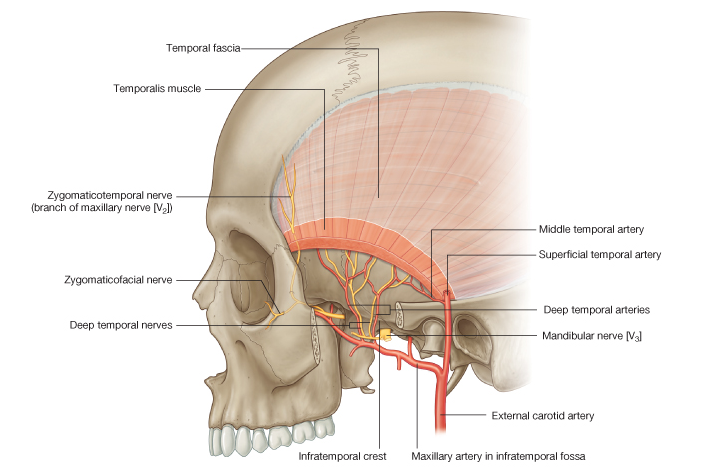 Temporal fascia
Temporalis muscle
Zygomaticotemporal nerve
(branch of maxillary nerve [V2])
Middle temporal artery
Superficial temporal artery
Zygomaticofacial nerve
Deep temporal arteries
Deep temporal nerves
Mandibular nerve [V3]
External carotid artery
Infratemporal crest
Maxillary artery in infratemporal fossa